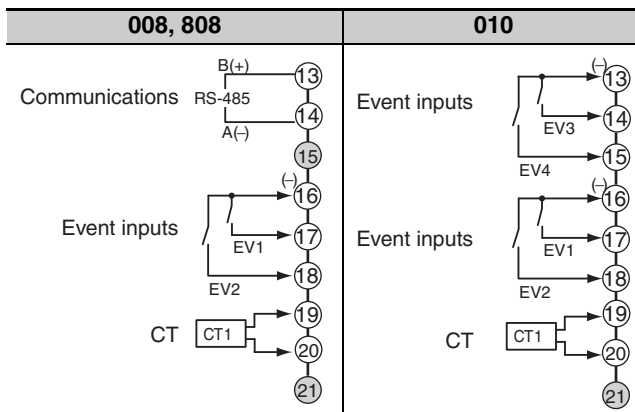 008, 808
Communications
B(+)
RS-485
A(–)
13
14
15
Event inputs
(–)
16
EV1
17
EV2
18
CT
CT1
19
20
21
010
Event inputs
(–)
13
EV3
14
EV4
15
Event inputs
(–)
16
EV1
17
EV2
18
CT
CT1
19
20
21